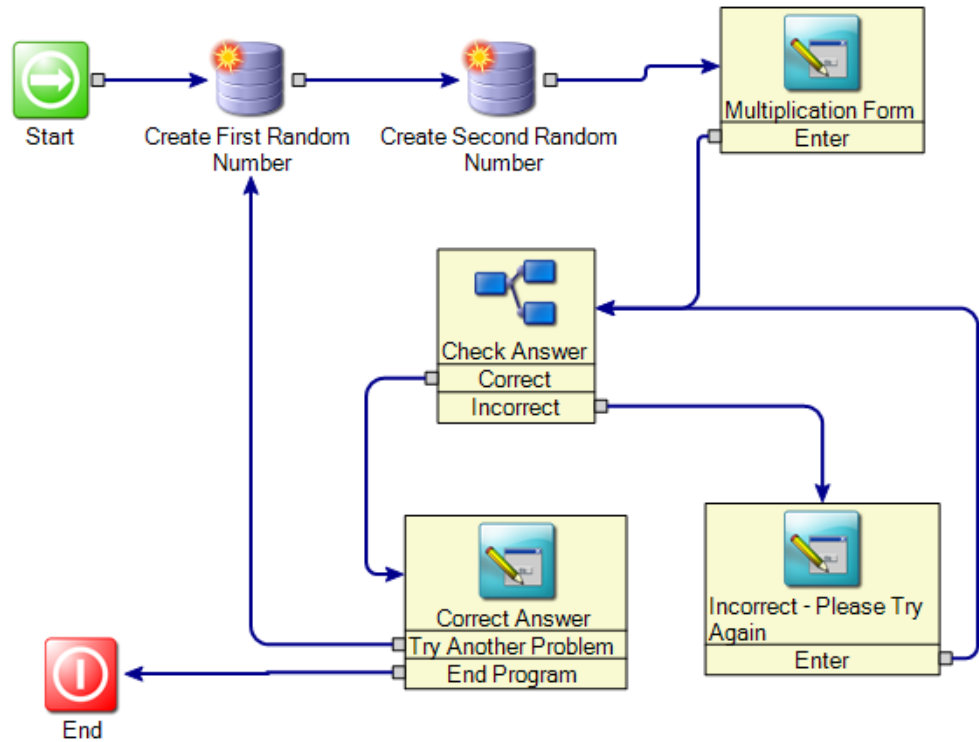 Start
Create First Random
Number
Create Second Random
Number
Multiplication Form
Enter
Check Answer
Correct
Incorrect
Correct Answer
Try Another Problem
End Program
Incorrect - Please Try
Again
Enter
End